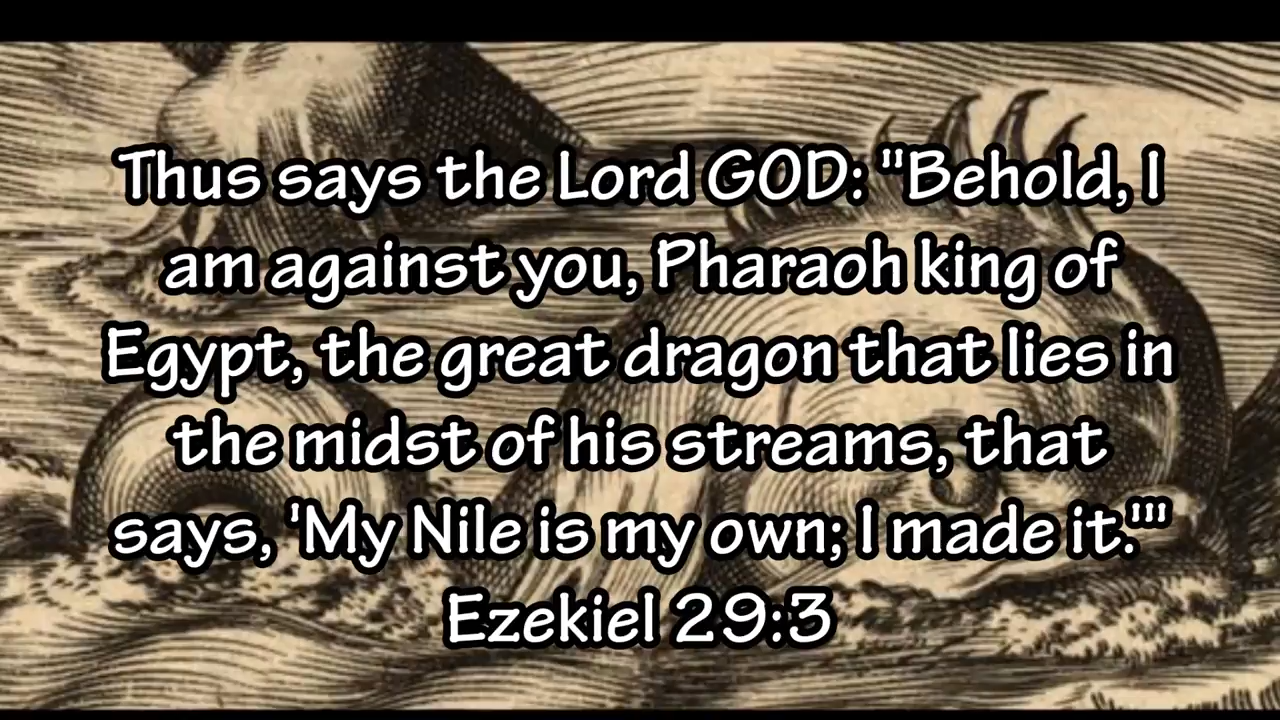 Thus says the Lord GOD: "Behold, I
am against you, Pharaoh king of
Egypt, the great dragon that lies in
the midst of his streams, that
says, 'My Nile is my own; I made it.'"
Ezekiel 29:3